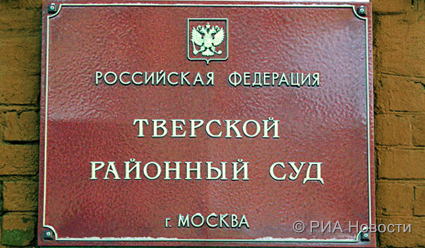 РОССИЙСКАЯ ФЕДЕРАЦИЯ
ТВЕРСКОЙ
РАЙОННЫЙ СУД
г. МОСКВА
© РИА Новости